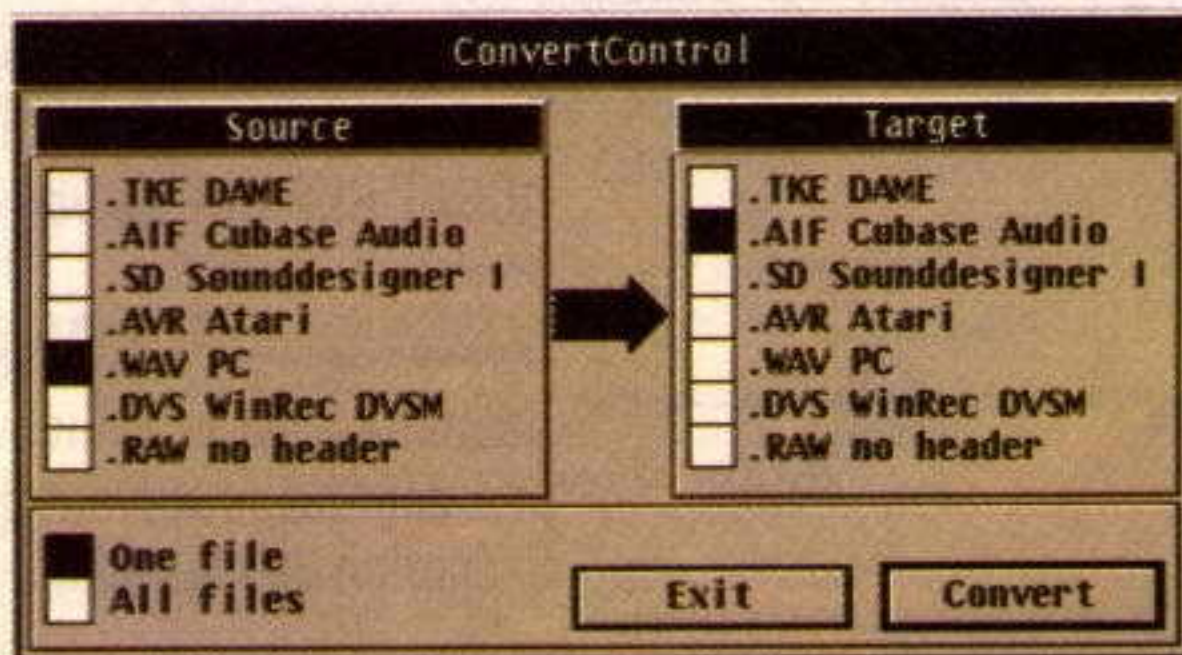 ConvertControl
Source
.TKE DAME
.AIF Cubase Audio
.SD Sounddesigner I
.AVR Atari
.WAV PC
.DVS WinRec DVSM
.RAW no header
Target
.TKE DAME
.AIF Cubase Audio
.SD Sounddesigner I
.AVR Atari
.WAV PC
.DVS WinRec DVSM
.RAW no header
One file
All files
Exit
Convert